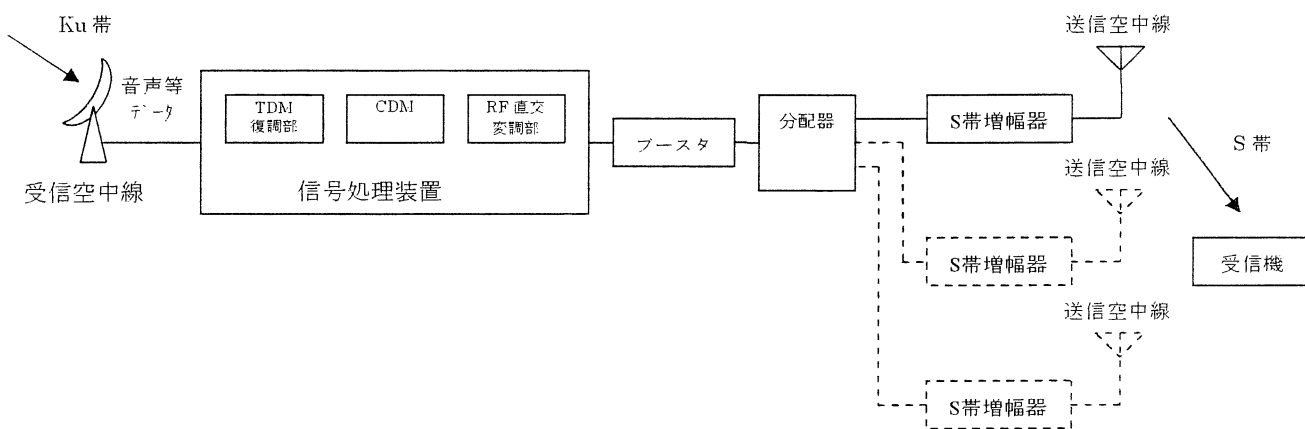 Ku 帯
音声等
データ
受信空中線
TDM
復調部
CDM
RF 直交
変調部
信号処理装置
ブースタ
分配器
S帯増幅器
送信空中線
S 帯
送信空中線
S帯増幅器
受信機
送信空中線
S帯増幅器